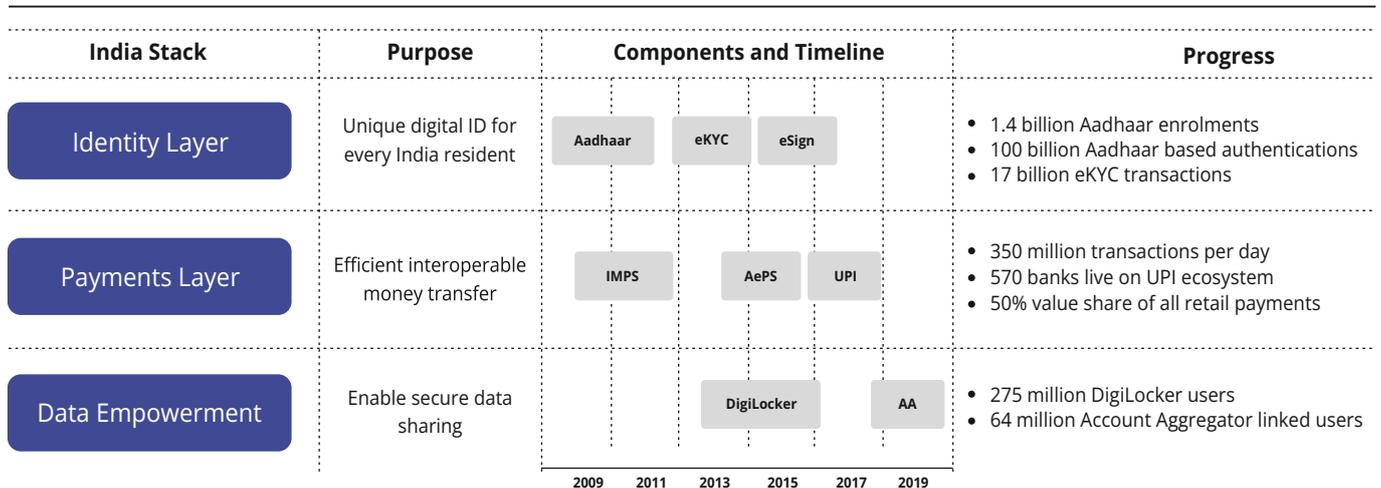 India Stack
Purpose
Components and Timeline
Progress
Identity Layer
Unique digital ID for
every India resident
Aadhaar
eKYC
eSign
1.4 billion Aadhaar enrolments
100 billion Aadhaar based authentications
17 billion eKYC transactions
Payments Layer
Efficient interoperable
money transfer
IMPS
AePS
UPI
350 million transactions per day
570 banks live on UPI ecosystem
50% value share of all retail payments
Data Empowerment
Enable secure data
sharing
DigiLocker
AA
275 million DigiLocker users
64 million Account Aggregator linked users
2009 2011 2013 2015 2017 2019